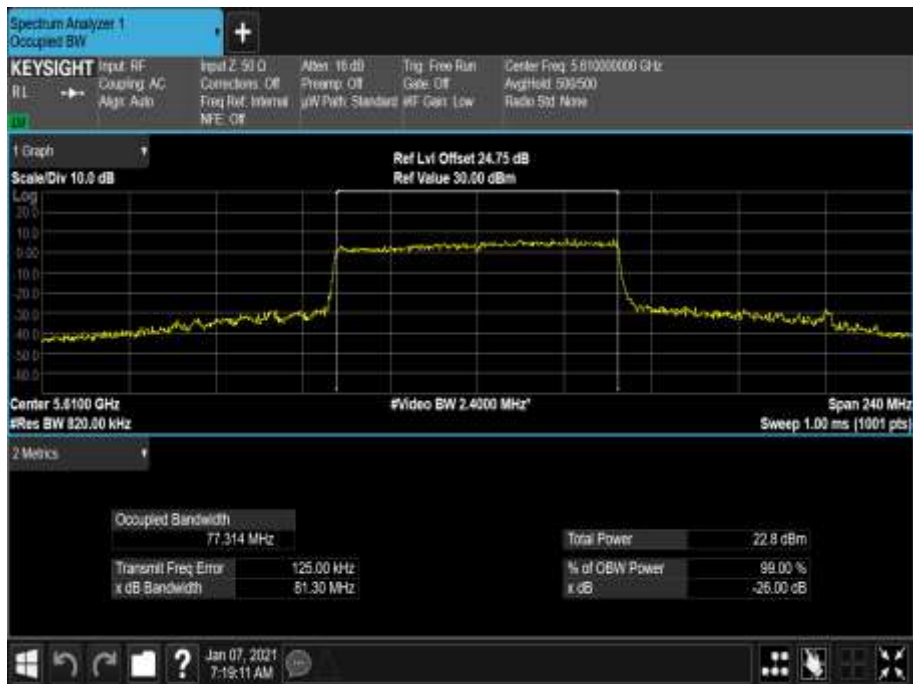 Spectrum Analyzer 1
Occupied BW
+
KEYSIGHT
RL
Input: RF
Coupling: AC
Align: Auto
Input Z: 50 Ω
Corrections: Off
Freq Ref: Internal
NFE: Off
Atten: 16 dB
Preamp: Off
µW Path: Standard
Trig: Free Run
Gate: Off
#IF Gain: Low
Center Freq: 5.610000000 GHz
Avg|Hold: 500/500
Radio Std: None
1 Graph
Scale/Div 10.0 dB
Ref Lvl Offset 24.75 dB
Ref Value 30.00 dBm
Log
20.0
10.0
0.00
-10.0
-20.0
-30.0
-40.0
-50.0
-60.0
Center 5.6100 GHz
#Video BW 2.4000 MHz*
Span 240 MHz
#Res BW 820.00 kHz
Sweep 1.00 ms (1001 pts)
2 Metrics
Occupied Bandwidth
77.314 MHz
Total Power 22.8 dBm
Transmit Freq Error 125.00 kHz
% of OBW Power 99.00 %
x dB Bandwidth 81.30 MHz
x dB -26.00 dB
?
Jan 07, 2021
7:19:11 AM